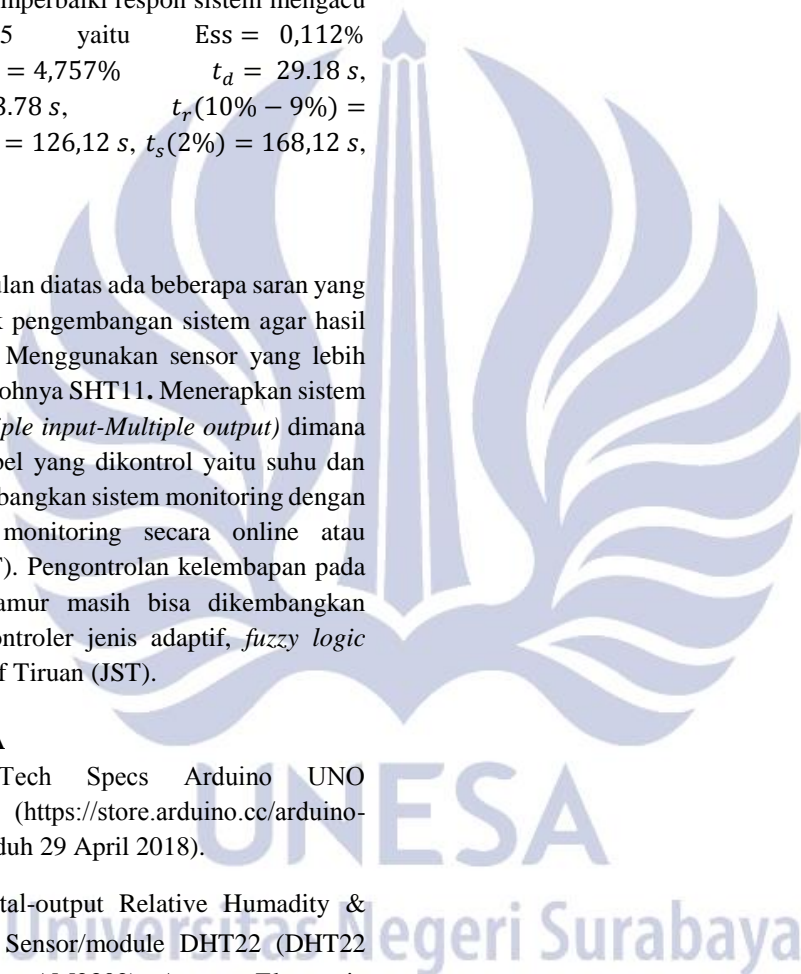 mperbaiki respon sistem mengacu
5 yaitu Ess = 0,112%
= 4,757% t_d = 29.18 s,
3.78 s, t_r(10% − 9%) =
= 126,12 s, t_s(2%) = 168,12 s,
ulan diatas ada beberapa saran yang
k pengembangan sistem agar hasil
Menggunakan sensor yang lebih
ohnya SHT11. Menerapkan sistem
iple input-Multiple output) dimana
bel yang dikontrol yaitu suhu dan
bangkan sistem monitoring dengan
monitoring secara online atau
T). Pengontrolan kelembapan pada
amur masih bisa dikembangkan
ontroler jenis adaptif, fuzzy logic
f Tiruan (JST).
A
Tech Specs Arduino UNO
(https://store.arduino.cc/arduino-
duh 29 April 2018).
UNESA
tal-output Relative Humadity &
Universitas Negeri Surabaya
Sensor/module DHT22 (DHT22